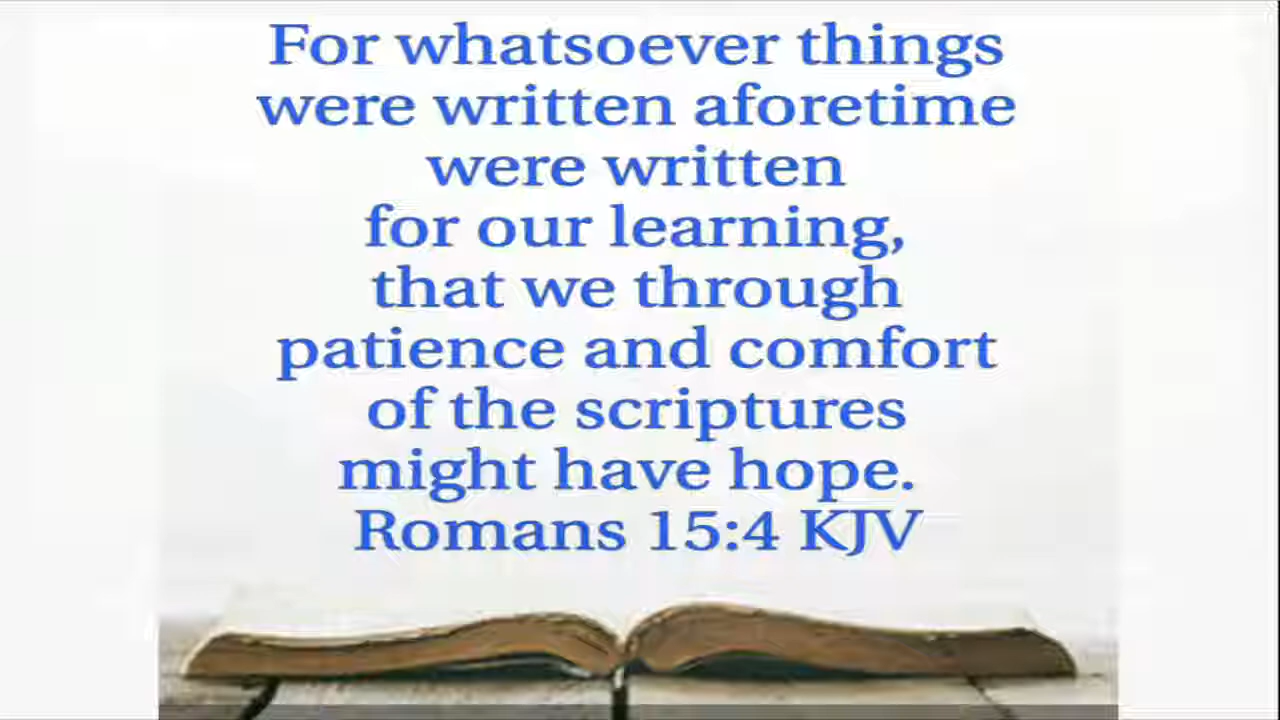 For whatsoever things
were written aforetime
were written
for our learning,
that we through
patience and comfort
of the scriptures
might have hope.
Romans 15:4 KJV